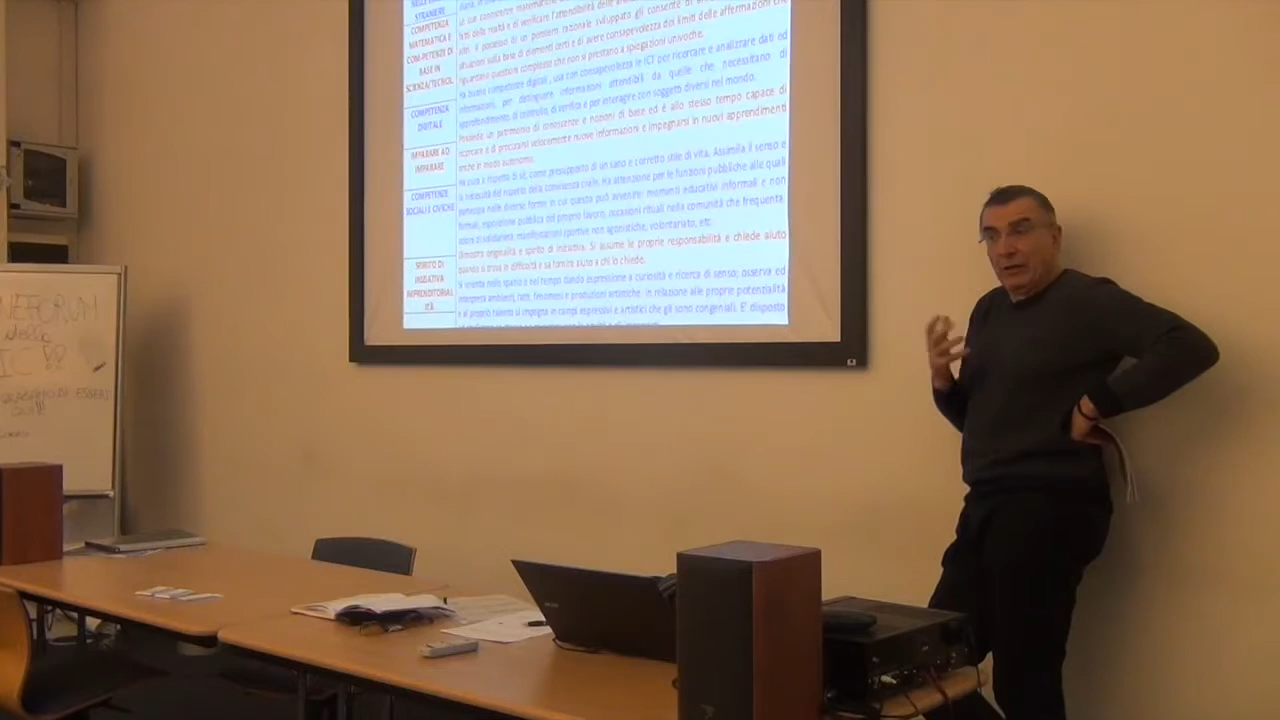 NELLE
STRANIERE
COMPETENZA
MATEMATICA E
COMPETENZE DI
BASE IN
SCIENZA/TECNOL.
le sue conoscenze matematiche
fatti della realtà e di verificare l'attendibilità delle
altri. Il possesso di un pensiero razionale sviluppato gli consente di
situazioni sulla base di elementi certi e di avere consapevolezza dei limiti delle affermazioni che
riguardano questioni complesse che non si prestano a spiegazioni univoche.
COMPETENZA
DIGITALE
Ha buone competenze digitali, usa con consapevolezza le ICT per ricercare e analizzare dati ed
informazioni, per distinguere informazioni attendibili da quelle che necessitano di
approfondimento, di controllo, di verifica e per interagire con soggetti diversi nel mondo.
IMPARARE AD
IMPARARE
Possiede un patrimonio di conoscenze e nozioni di base ed è allo stesso tempo capace di
ricercare e di procurarsi velocemente nuove informazioni e impegnarsi in nuovi apprendimenti
anche in modo autonomo.
COMPETENZE
SOCIALI E CIVICHE
Ha cura e rispetto di sé, come presupposto di un sano e corretto stile di vita. Assimila il senso e
la necessità del rispetto della convivenza civile. Ha attenzione per le funzioni pubbliche alle quali
partecipa nelle diverse forme in cui questo può avvenire: momenti educativi informali e non
formali, esposizione pubblica del proprio lavoro, occasioni rituali nella comunità che frequenta,
azioni di solidarietà, manifestazioni sportive non agonistiche, volontariato, etc
SPIRITO DI
INIZIATIVA
IMPRENDITORIAL
ITÀ
Dimostra originalità e spirito di iniziativa. Si assume le proprie responsabilità e chiede aiuto
quando si trova in difficoltà e sa fornire aiuto a chi lo chiede.
Si orienta nello spazio e nel tempo dando espressione a curiosità e ricerca di senso; osserva ed
interpreta ambienti, fatti, fenomeni e produzioni artistiche. In relazione alle proprie potenzialità
e al proprio talento si impegna in campi espressivi e artistici che gli sono congeniali. E' disposto
NEFORUM
della
IC !!
DI ESSERE
QUI!!!